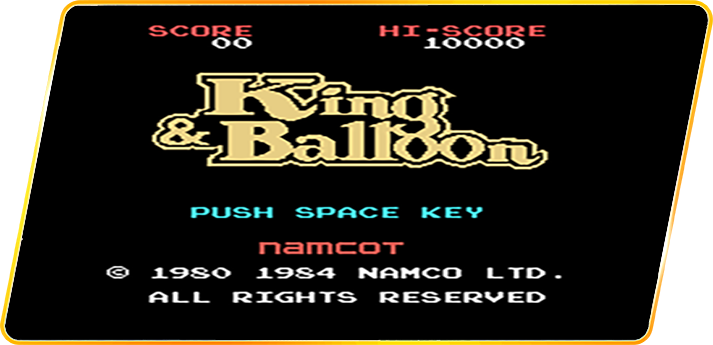 SCORE HI-SCORE
00 10000
King
& Balloon
PUSH SPACE KEY
namcot
© 1980 1984 NAMCO LTD.
ALL RIGHTS RESERVED